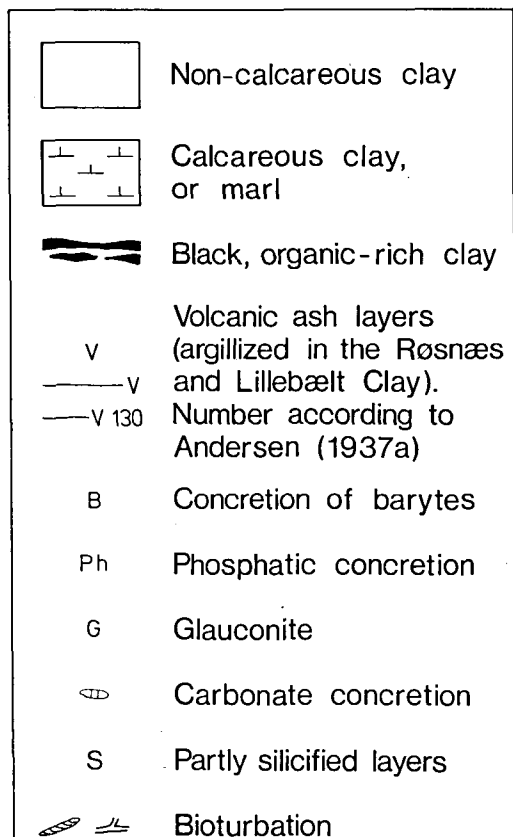 Non-calcareous clay
Calcareous clay,
or marl
Black, organic-rich clay
Volcanic ash layers
V (argillized in the Røsnæs
V and Lillebælt Clay).
V 130 Number according to
Andersen (1937a)
B Concretion of barytes
Ph Phosphatic concretion
G Glauconite
Carbonate concretion
S Partly silicified layers
Bioturbation